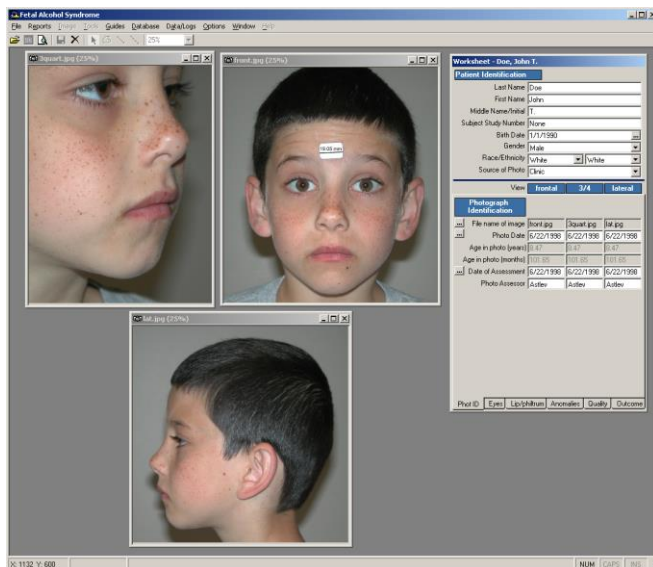 Fetal Alcohol Syndrome
File Reports Image Tools Guides Database Data/Logs Options Window Help
25%
3quart.jpg (25%)
front.jpg (25%)
lat.jpg (25%)
Worksheet - Doe, John T.
Patient Identification
Last Name Doe
First Name John
Middle Name/Initial T.
Subject Study Number None
Birth Date 1/1/1990 ...
Gender Male
Race/Ethnicity White White
Source of Photo Clinic
View frontal 3/4 lateral
Photograph
Identification
... File name of image front.jpg 3quart.jpg lat.jpg
... Photo Date 6/22/1998 6/22/1998 6/22/1998
Age in photo (years) 8.47 8.47 8.47
Age in photo (months) 101.65 101.65 101.65
... Date of Assessment 6/22/1998 6/22/1998 6/22/1998
Photo Assessor Astley Astley Astley
Phot ID Eyes Lip/philtrum Anomalies Quality Outcome
X: 1132 Y: 600 NUM CAPS INS